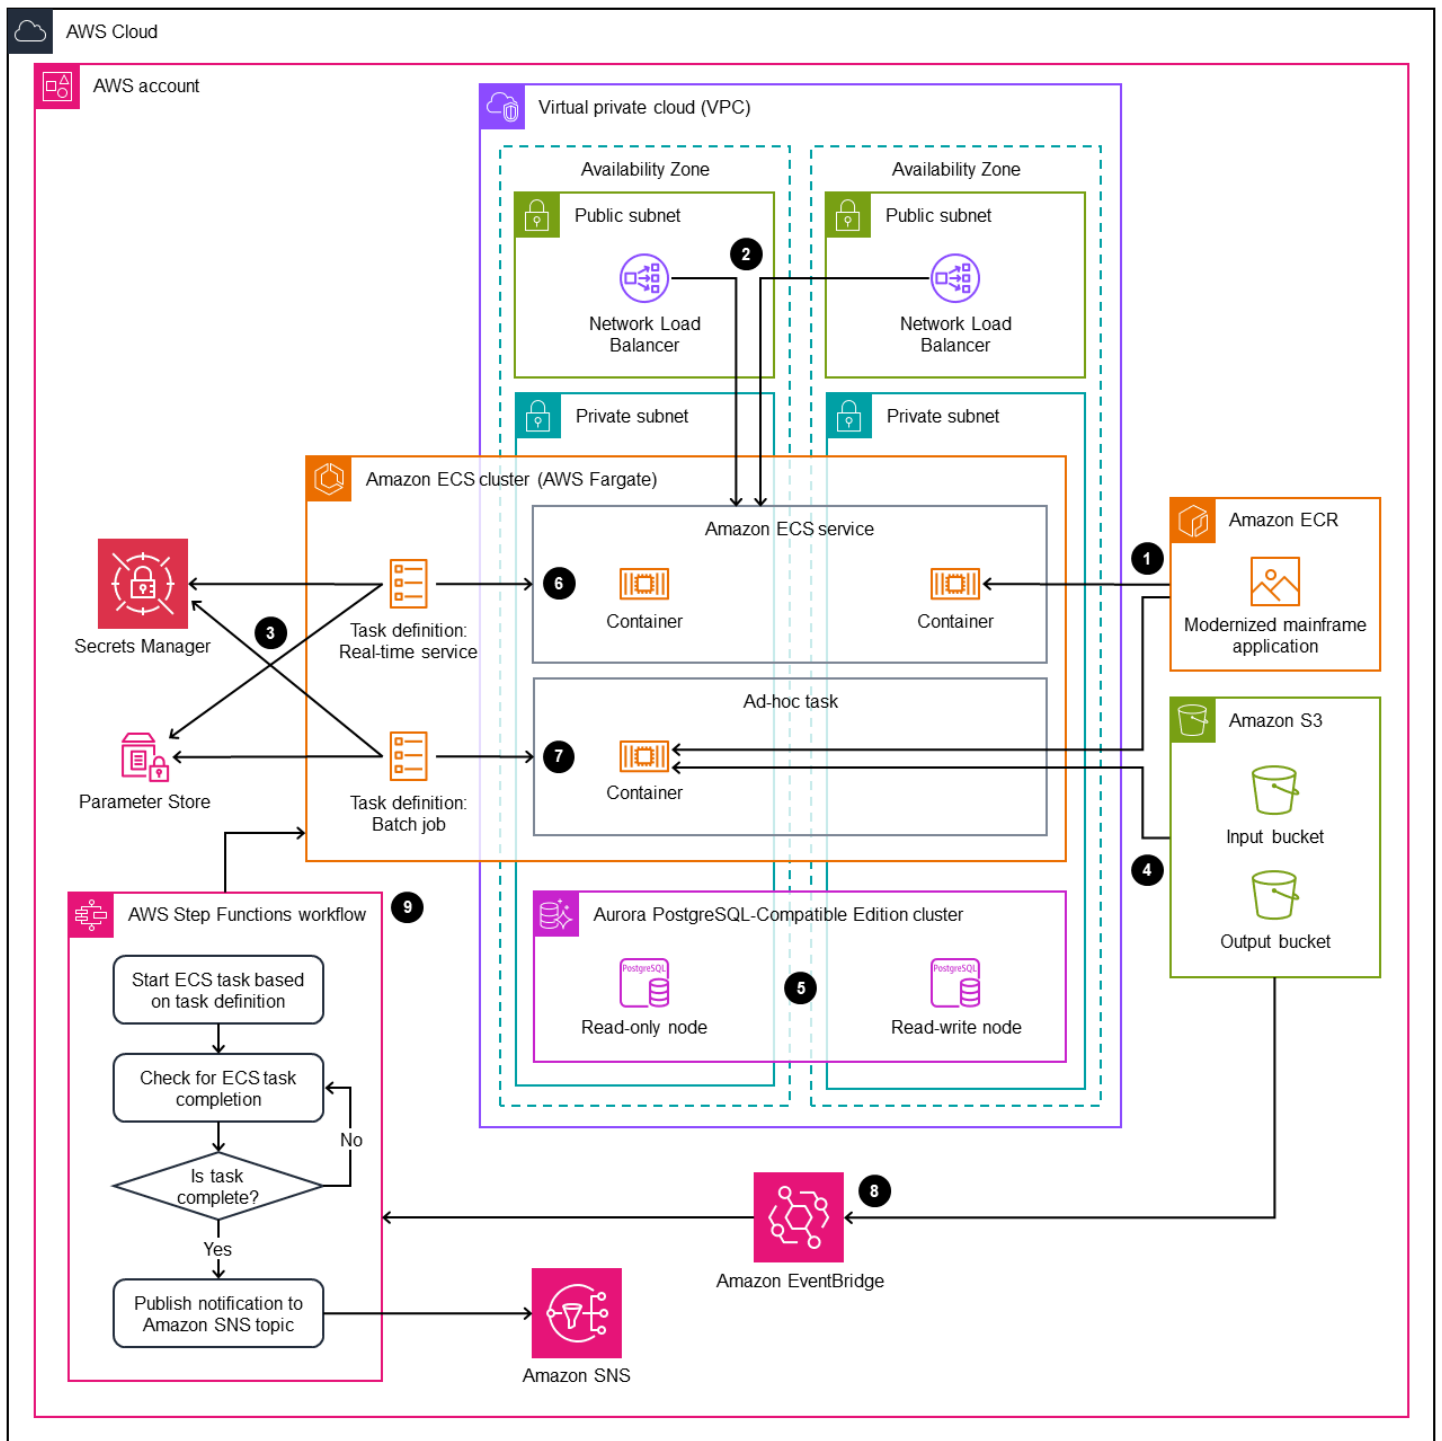 AWS Cloud
AWS account
Virtual private cloud (VPC)
Availability Zone
Availability Zone
Public subnet
Public subnet
2
Network Load
Balancer
Network Load
Balancer
Private subnet
Private subnet
Amazon ECS cluster (AWS Fargate)
Amazon ECS service
Amazon ECR
1
6
Container
Container
Modernized mainframe
application
Secrets Manager
3
Task definition:
Real-time service
Ad-hoc task
Amazon S3
7
Container
Parameter Store
Task definition:
Batch job
Input bucket
4
Output bucket
AWS Step Functions workflow
9
Aurora PostgreSQL-Compatible Edition cluster
PostgreSQL
PostgreSQL
5
Read-only node
Read-write node
Start ECS task based
on task definition
Check for ECS task
completion
No
Is task
complete?
Yes
8
Amazon EventBridge
Publish notification to
Amazon SNS topic
Amazon SNS